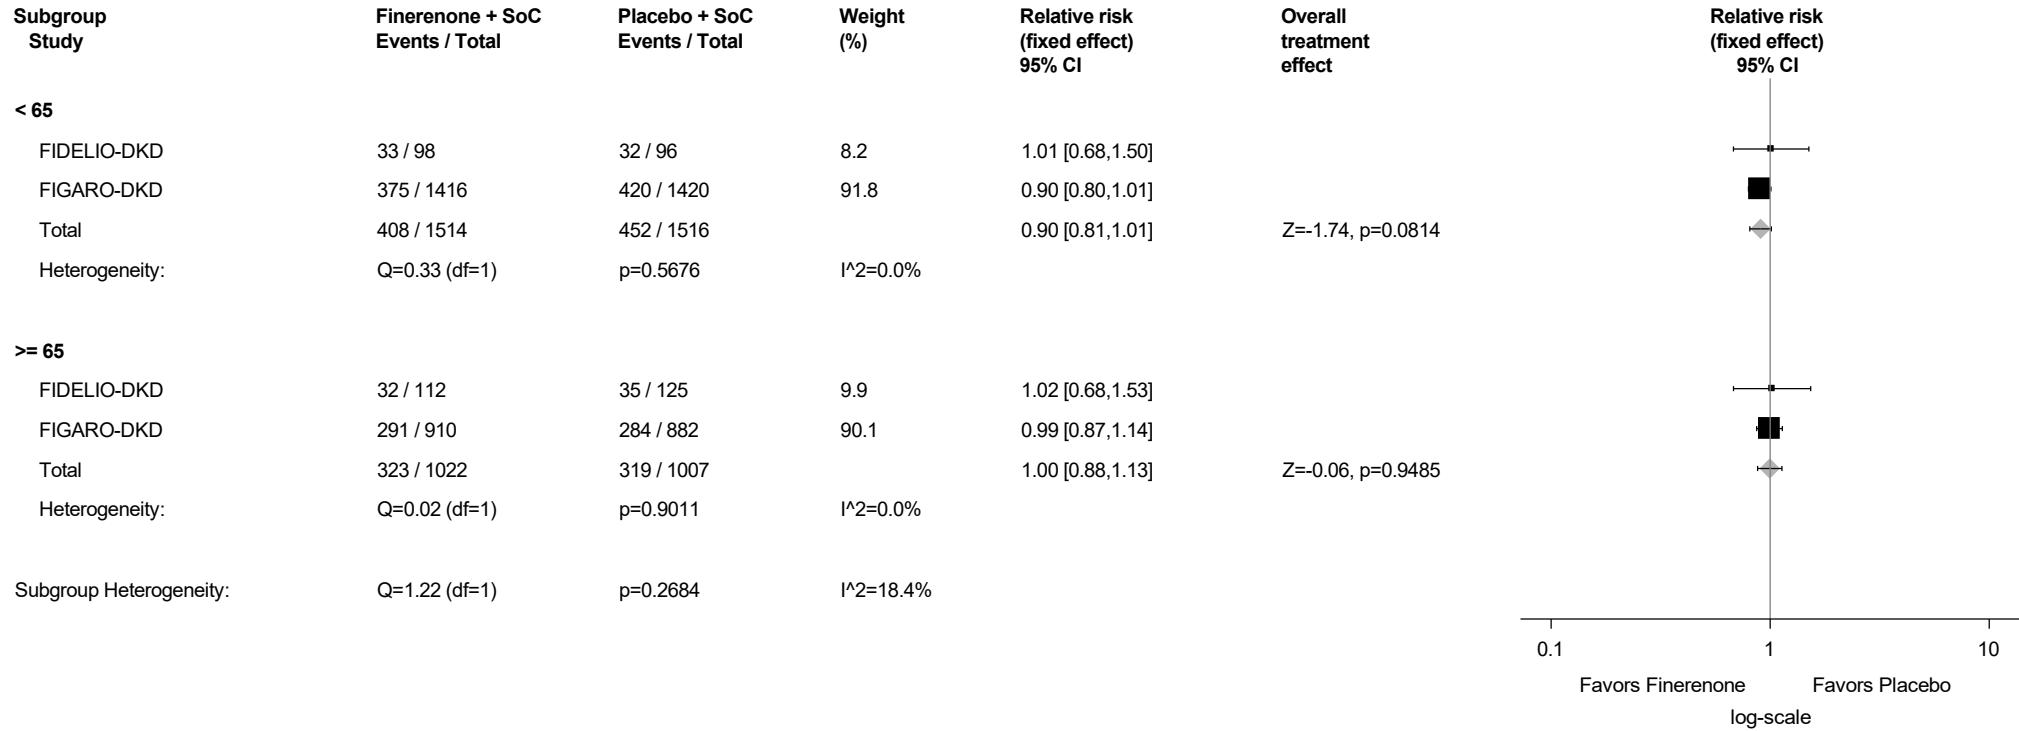 Subgroup Finerenone + SoC Placebo + SoC Weight Relative risk Overall Relative risk
Study Events / Total Events / Total (%) (fixed effect) treatment (fixed effect)
95% CI effect 95% CI
< 65
FIDELIO-DKD 33 / 98 32 / 96 8.2 1.01 [0.68,1.50]
FIGARO-DKD 375 / 1416 420 / 1420 91.8 0.90 [0.80,1.01]
Total 408 / 1514 452 / 1516 0.90 [0.81,1.01] Z=-1.74, p=0.0814
Heterogeneity: Q=0.33 (df=1) p=0.5676 I^2=0.0%
>= 65
FIDELIO-DKD 32 / 112 35 / 125 9.9 1.02 [0.68,1.53]
FIGARO-DKD 291 / 910 284 / 882 90.1 0.99 [0.87,1.14]
Total 323 / 1022 319 / 1007 1.00 [0.88,1.13] Z=-0.06, p=0.9485
Heterogeneity: Q=0.02 (df=1) p=0.9011 I^2=0.0%
Subgroup Heterogeneity: Q=1.22 (df=1) p=0.2684 I^2=18.4%
0.1 1 10
Favors Finerenone Favors Placebo
log-scale